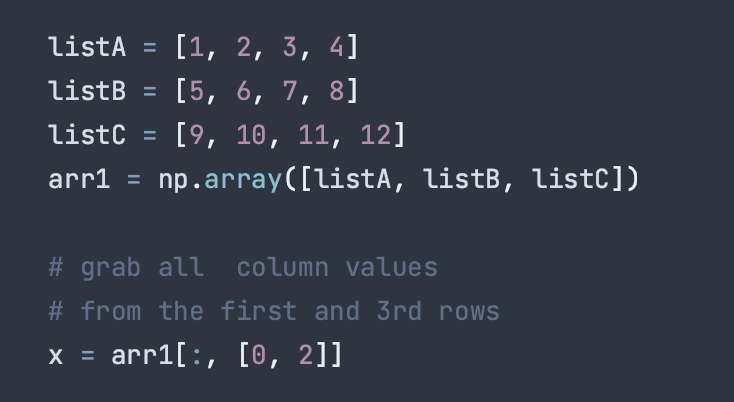 listA = [1, 2, 3, 4]
listB = [5, 6, 7, 8]
listC = [9, 10, 11, 12]
arr1 = np.array([listA, listB, listC])

# grab all  column values
# from the first and 3rd rows
x = arr1[:, [0, 2]]